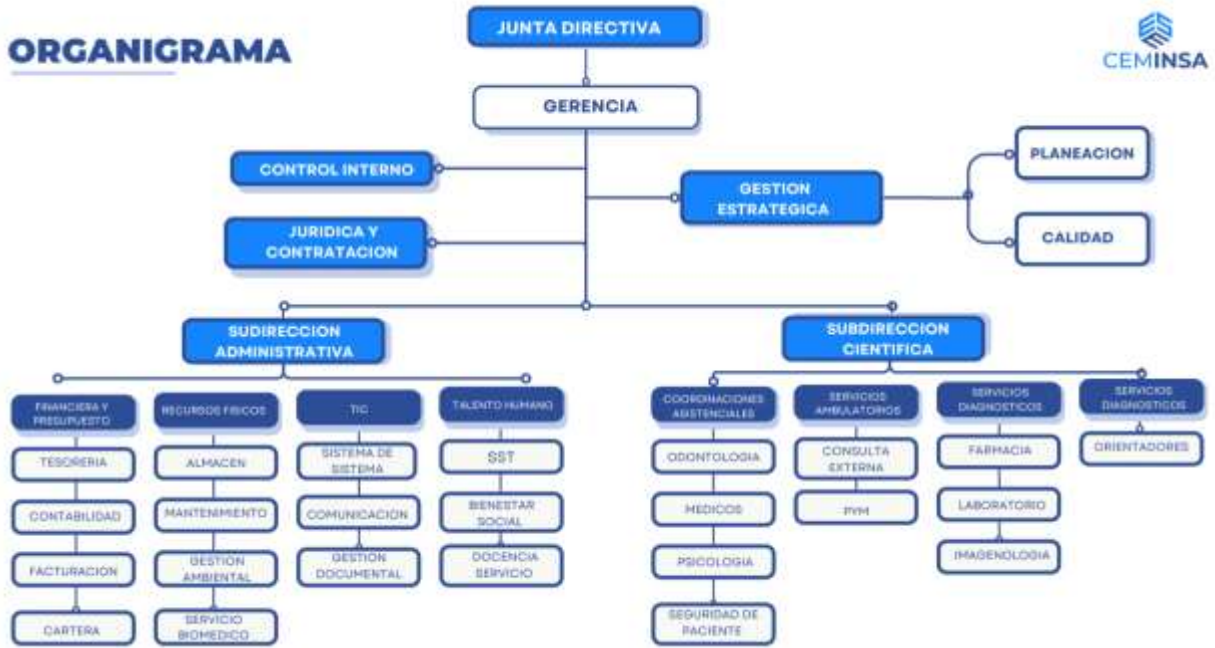 JUNTA DIRECTIVA
ORGANIGRAMA
CEMINSA
GERENCIA
CONTROL INTERNO
PLANEACION
GESTION
ESTRATEGICA
JURIDICA Y
CONTRATACION
CALIDAD
SUDIRECCION
ADMINISTRATIVA
SUBDIRECCION
CIENTIFICA
FINANCIERA Y
PRESUPUESTO
RECURSOS FISICOS
TIC
TALENTO HUMANO
COORDINACIONES
ASISTENCIALES
SERVICIOS
AMBULATORIOS
SERVICIOS
DIAGNOSTICOS
SERVICIOS
DIAGNOSTICOS
TESORERIA
ALMACEN
SISTEMA DE
SISTEMA
SST
ODONTOLOGIA
CONSULTA
EXTERNA
FARMACIA
ORIENTADORES
CONTABILIDAD
MANTENIMIENTO
COMUNICACION
BIENESTAR
SOCIAL
MEDICOS
PYM
LABORATORIO
FACTURACION
GESTION
AMBIENTAL
GESTION
DOCUMENTAL
DOCENCIA
SERVICIO
PSICOLOGIA
IMAGENOLOGIA
CARTERA
SERVICIO
BIOMEDICO
SEGURIDAD DE
PACIENTE